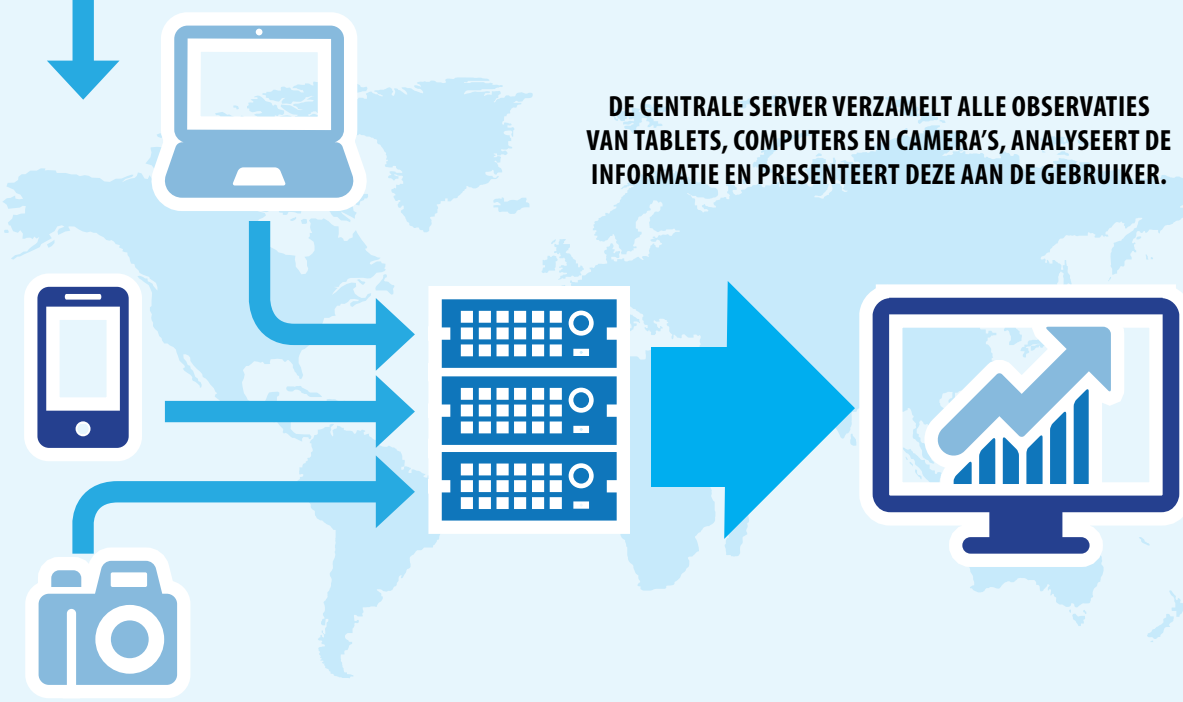 DE CENTRALE SERVER VERZAMELT ALLE OBSERVATIES
VAN TABLETS, COMPUTERS EN CAMERA’S, ANALYSEERT DE
INFORMATIE EN PRESENTEERT DEZE AAN DE GEBRUIKER.